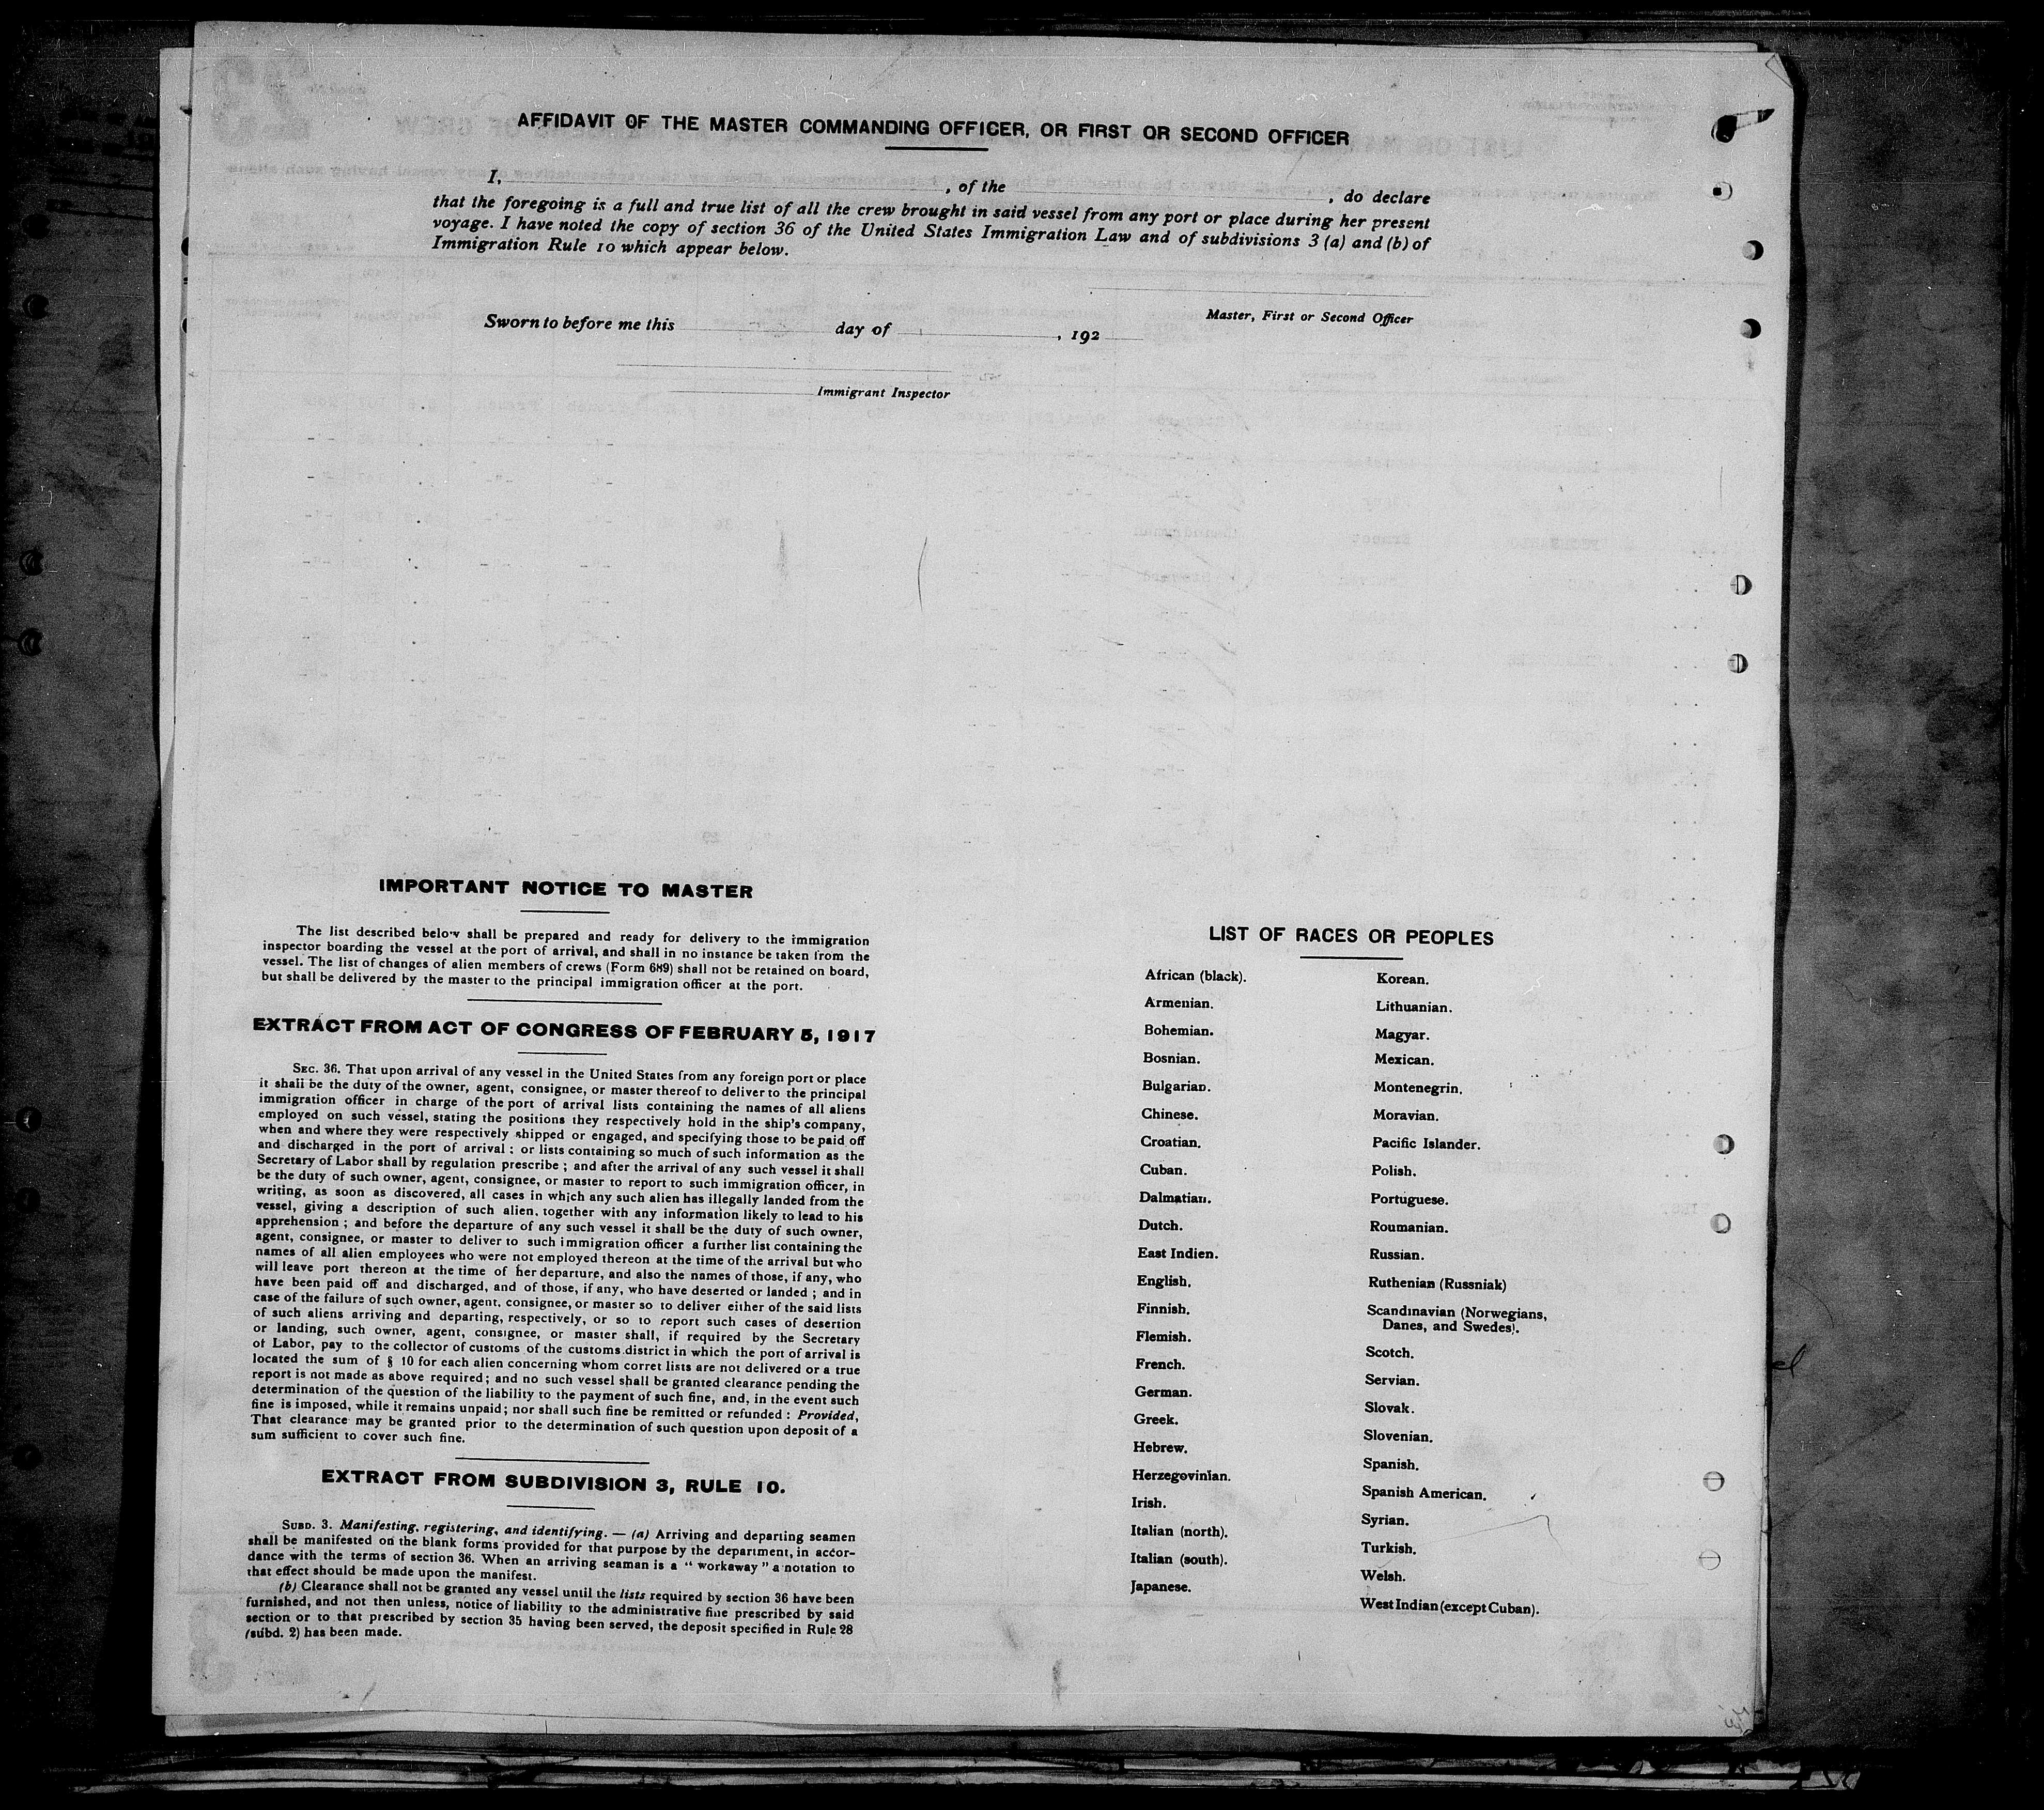 AFFIDAVIT OF THE MASTER COMMANDING OFFICER, OR FIRST OR SECOND OFFICER
I, , of the , do declare
that the foregoing is a full and true list of all the crew brought in said vessel from any port or place during her present
voyage. I have noted the copy of section 36 of the United States Immigration Law and of subdivisions 3 (a) and (b) of
Immigration Rule 10 which appear below.
Master, First or Second Officer
Sworn to before me this day of , 192
Immigrant Inspector
IMPORTANT NOTICE TO MASTER
The list described below shall be prepared and ready for delivery to the immigration
inspector boarding the vessel at the port of arrival, and shall in no instance be taken from the
vessel. The list of changes of alien members of crews (Form 689) shall not be retained on board,
but shall be delivered by the master to the principal immigration officer at the port.
EXTRACT FROM ACT OF CONGRESS OF FEBRUARY 5, 1917
SEC. 36. That upon arrival of any vessel in the United States from any foreign port or place
it shall be the duty of the owner, agent, consignee, or master thereof to deliver to the principal
immigration officer in charge of the port of arrival lists containing the names of all aliens
employed on such vessel, stating the positions they respectively hold in the ship's company,
when and where they were respectively shipped or engaged, and specifying those to be paid off
and discharged in the port of arrival : or lists containing so much of such information as the
Secretary of Labor shall by regulation prescribe ; and after the arrival of any such vessel it shall
be the duty of such owner, agent, consignee, or master to report to such immigration officer, in
writing, as soon as discovered, all cases in which any such alien has illegally landed from the
vessel, giving a description of such alien, together with any information likely to lead to his
apprehension ; and before the departure of any such vessel it shall be the duty of such owner,
agent, consignee, or master to deliver to such immigration officer a further list containing the
names of all alien employees who were not employed thereon at the time of the arrival but who
will leave port thereon at the time of her departure, and also the names of those, if any, who
have been paid off and discharged, and of those, if any, who have deserted or landed ; and in
case of the failure of such owner, agent, consignee, or master so to deliver either of the said lists
of such aliens arriving and departing, respectively, or so to report such cases of desertion
or landing, such owner, agent, consignee, or master shall, if required by the Secretary
of Labor, pay to the collector of customs of the customs district in which the port of arrival is
located the sum of § 10 for each alien concerning whom corret lists are not delivered or a true
report is not made as above required; and no such vessel shall be granted clearance pending the
determination of the question of the liability to the payment of such fine, and, in the event such
fine is imposed, while it remains unpaid; nor shall such fine be remitted or refunded : Provided,
That clearance may be granted prior to the determination of such question upon deposit of a
sum sufficient to cover such fine.
EXTRACT FROM SUBDIVISION 3, RULE 10.
SUBD. 3. Manifesting, registering, and identifying. — (a) Arriving and departing seamen
shall be manifested on the blank forms provided for that purpose by the department, in accor-
dance with the terms of section 36. When an arriving seaman is a " workaway " a notation to
that effect should be made upon the manifest.
(b) Clearance shall not be granted any vessel until the lists required by section 36 have been
furnished, and not then unless, notice of liability to the administrative fine prescribed by said
section or to that prescribed by section 35 having been served, the deposit specified in Rule 28
(subd. 2) has been made.
LIST OF RACES OR PEOPLES
African (black).
Armenian.
Bohemian.
Bosnian.
Bulgarian.
Chinese.
Croatian.
Cuban.
Dalmatian.
Dutch.
East Indien.
English.
Finnish.
Flemish.
French.
German.
Greek.
Hebrew.
Herzegovinian.
Irish.
Italian (north).
Italian (south).
Japanese.
Korean.
Lithuanian.
Magyar.
Mexican.
Montenegrin.
Moravian.
Pacific Islander.
Polish.
Portuguese.
Roumanian.
Russian.
Ruthenian (Russniak)
Scandinavian (Norwegians,
Danes, and Swedes).
Scotch.
Servian.
Slovak.
Slovenian.
Spanish.
Spanish American.
Syrian.
Turkish.
Welsh.
West Indian (except Cuban).